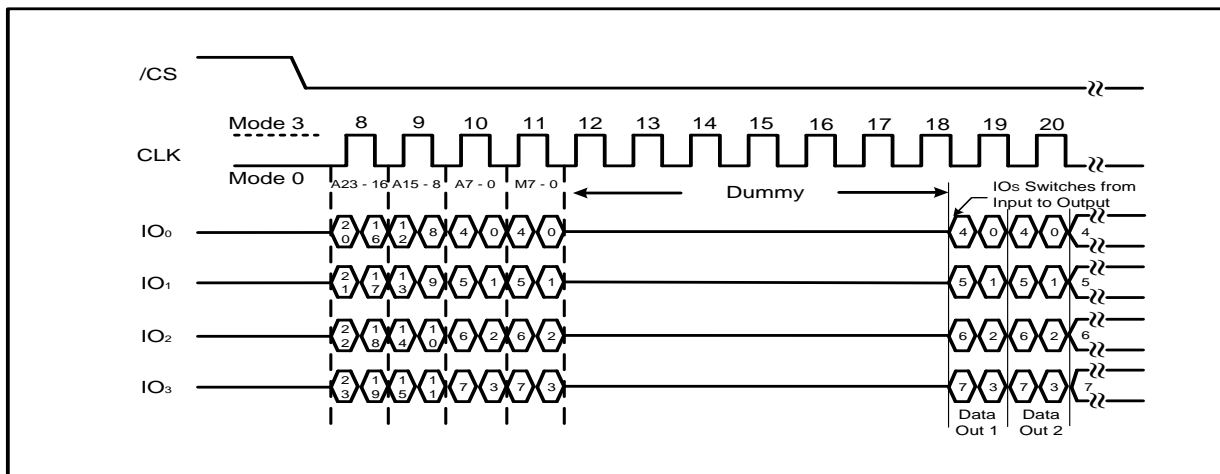 /CS
Mode 3
8 9 10 11 12 13 14 15 16 17 18 19 20
CLK
Mode 0
A23 - 16 A15 - 8 A7 - 0 M7 - 0
Dummy
IOs Switches from
Input to Output
IO₀ 20 16 12 8 4 0 4 0 4 0 4 0 4
IO₁ 21 17 13 9 5 1 5 1 5 1 5 1 5
IO₂ 22 18 14 10 6 2 6 2 6 2 6 2 6
IO₃ 23 19 15 11 7 3 7 3 7 3 7 3 7
Data Data
Out 1 Out 2